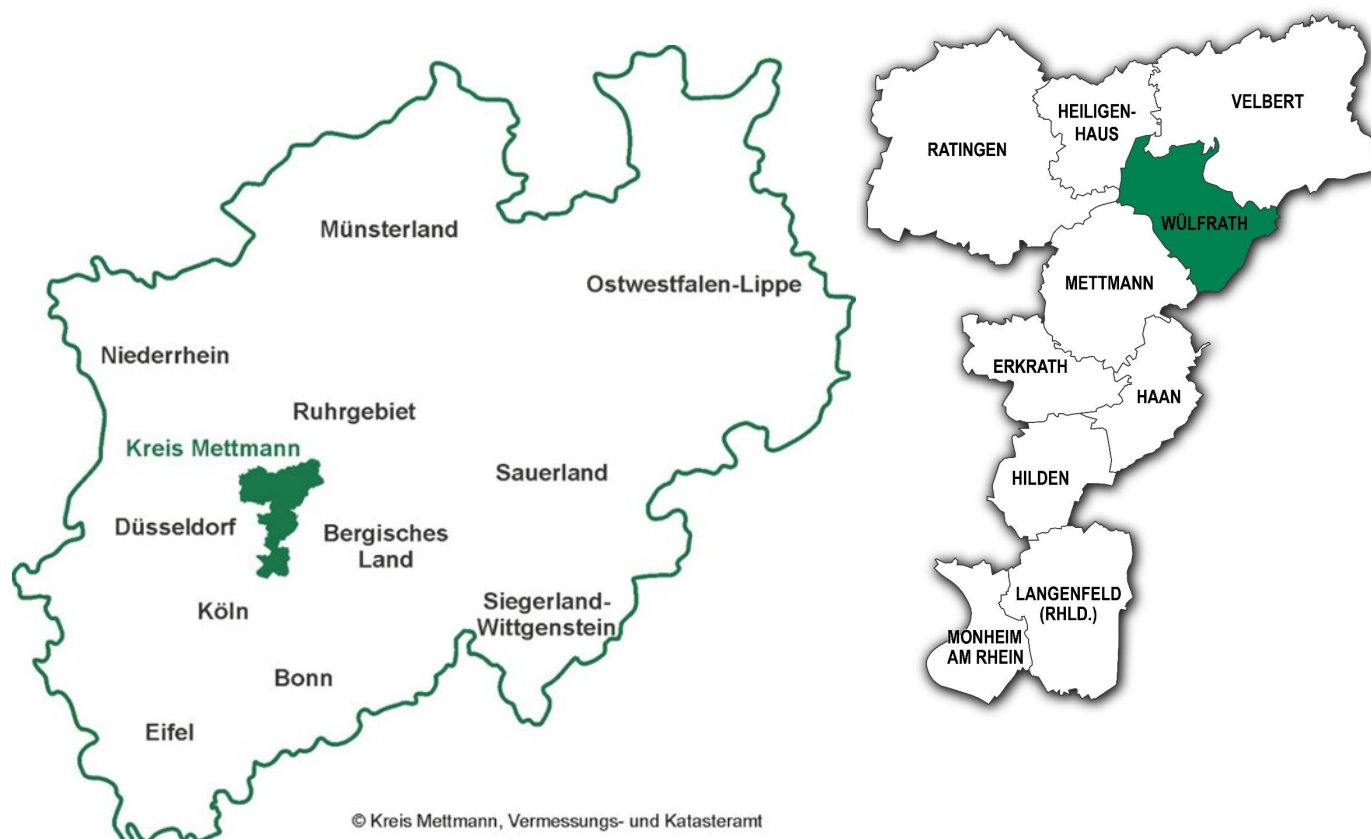 Münsterland
Ostwestfalen-Lippe
Niederrhein
Ruhrgebiet
Kreis Mettmann
Sauerland
Düsseldorf
Bergisches
Land
Köln
Siegerland-
Wittgenstein
Bonn
Eifel
© Kreis Mettmann, Vermessungs- und Katasteramt
VELBERT
HEILIGEN-
HAUS
RATINGEN
WÜLFRATH
METTMANN
ERKRATH
HAAN
HILDEN
LANGENFELD
(RHLD.)
MONHEIM
AM RHEIN